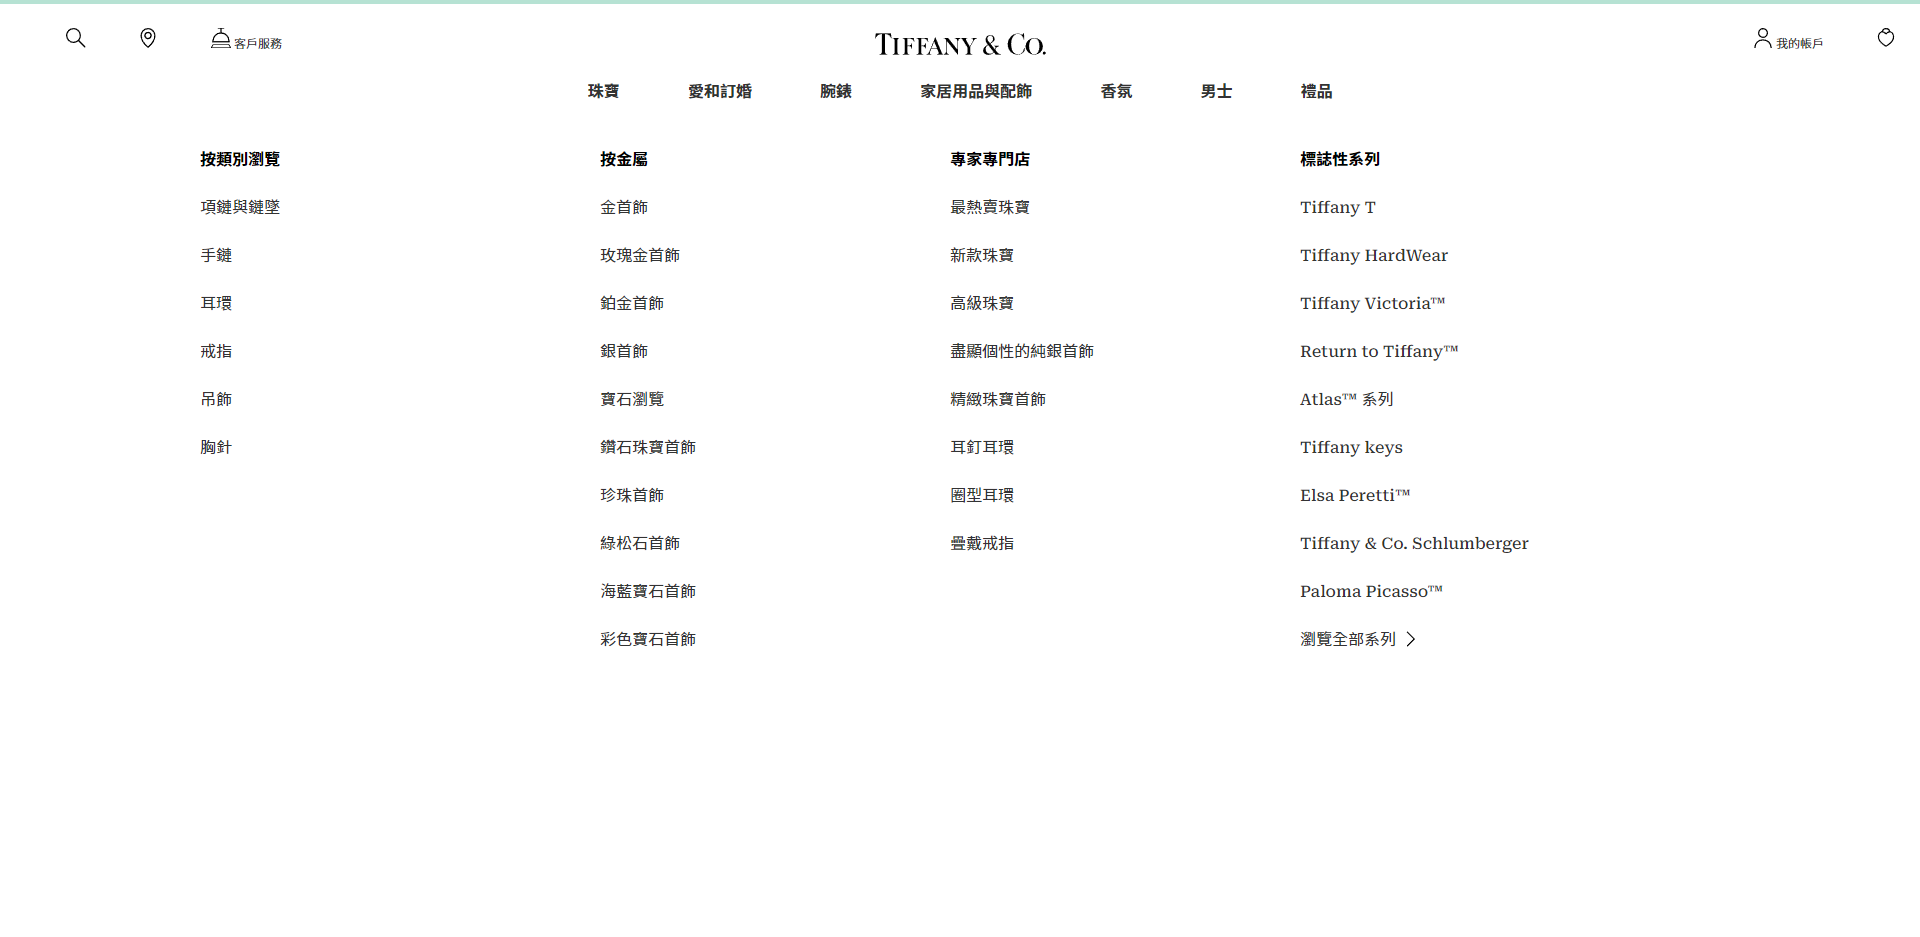 客戶服務
TIFFANY & CO.
我的帳戶
珠寶 愛和訂婚 腕錶 家居用品與配飾 香氛 男士 禮品
按類別瀏覽
項鏈與鏈墜
手鏈
耳環
戒指
吊飾
胸針
按金屬
金首飾
玫瑰金首飾
鉑金首飾
銀首飾
寶石瀏覽
鑽石珠寶首飾
珍珠首飾
綠松石首飾
海藍寶石首飾
彩色寶石首飾
專家專門店
最熱賣珠寶
新款珠寶
高級珠寶
盡顯個性的純銀首飾
精緻珠寶首飾
耳釘耳環
圈型耳環
疊戴戒指
標誌性系列
Tiffany T
Tiffany HardWear
Tiffany Victoria™
Return to Tiffany™
Atlas™ 系列
Tiffany keys
Elsa Peretti™
Tiffany & Co. Schlumberger
Paloma Picasso™
瀏覽全部系列